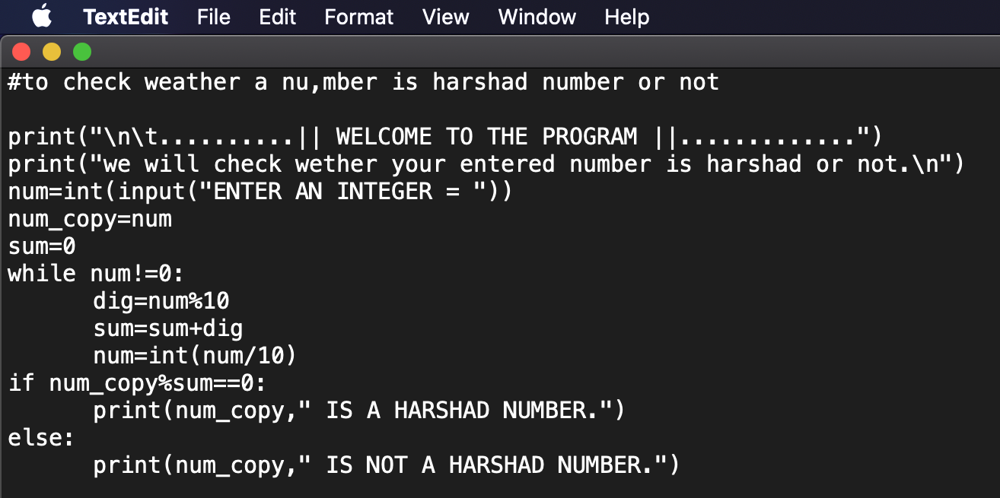 TextEdit File Edit Format View Window Help
#to check weather a nu,mber is harshad number or not
print("\n\t..........|| WELCOME TO THE PROGRAM ||.............")
print("we will check wether your entered number is harshad or not.\n")
num=int(input("ENTER AN INTEGER = "))
num_copy=num
sum=0
while num!=0:
	dig=num%10
	sum=sum+dig
	num=int(num/10)
if num_copy%sum==0:
	print(num_copy," IS A HARSHAD NUMBER.")
else:
	print(num_copy," IS NOT A HARSHAD NUMBER.")